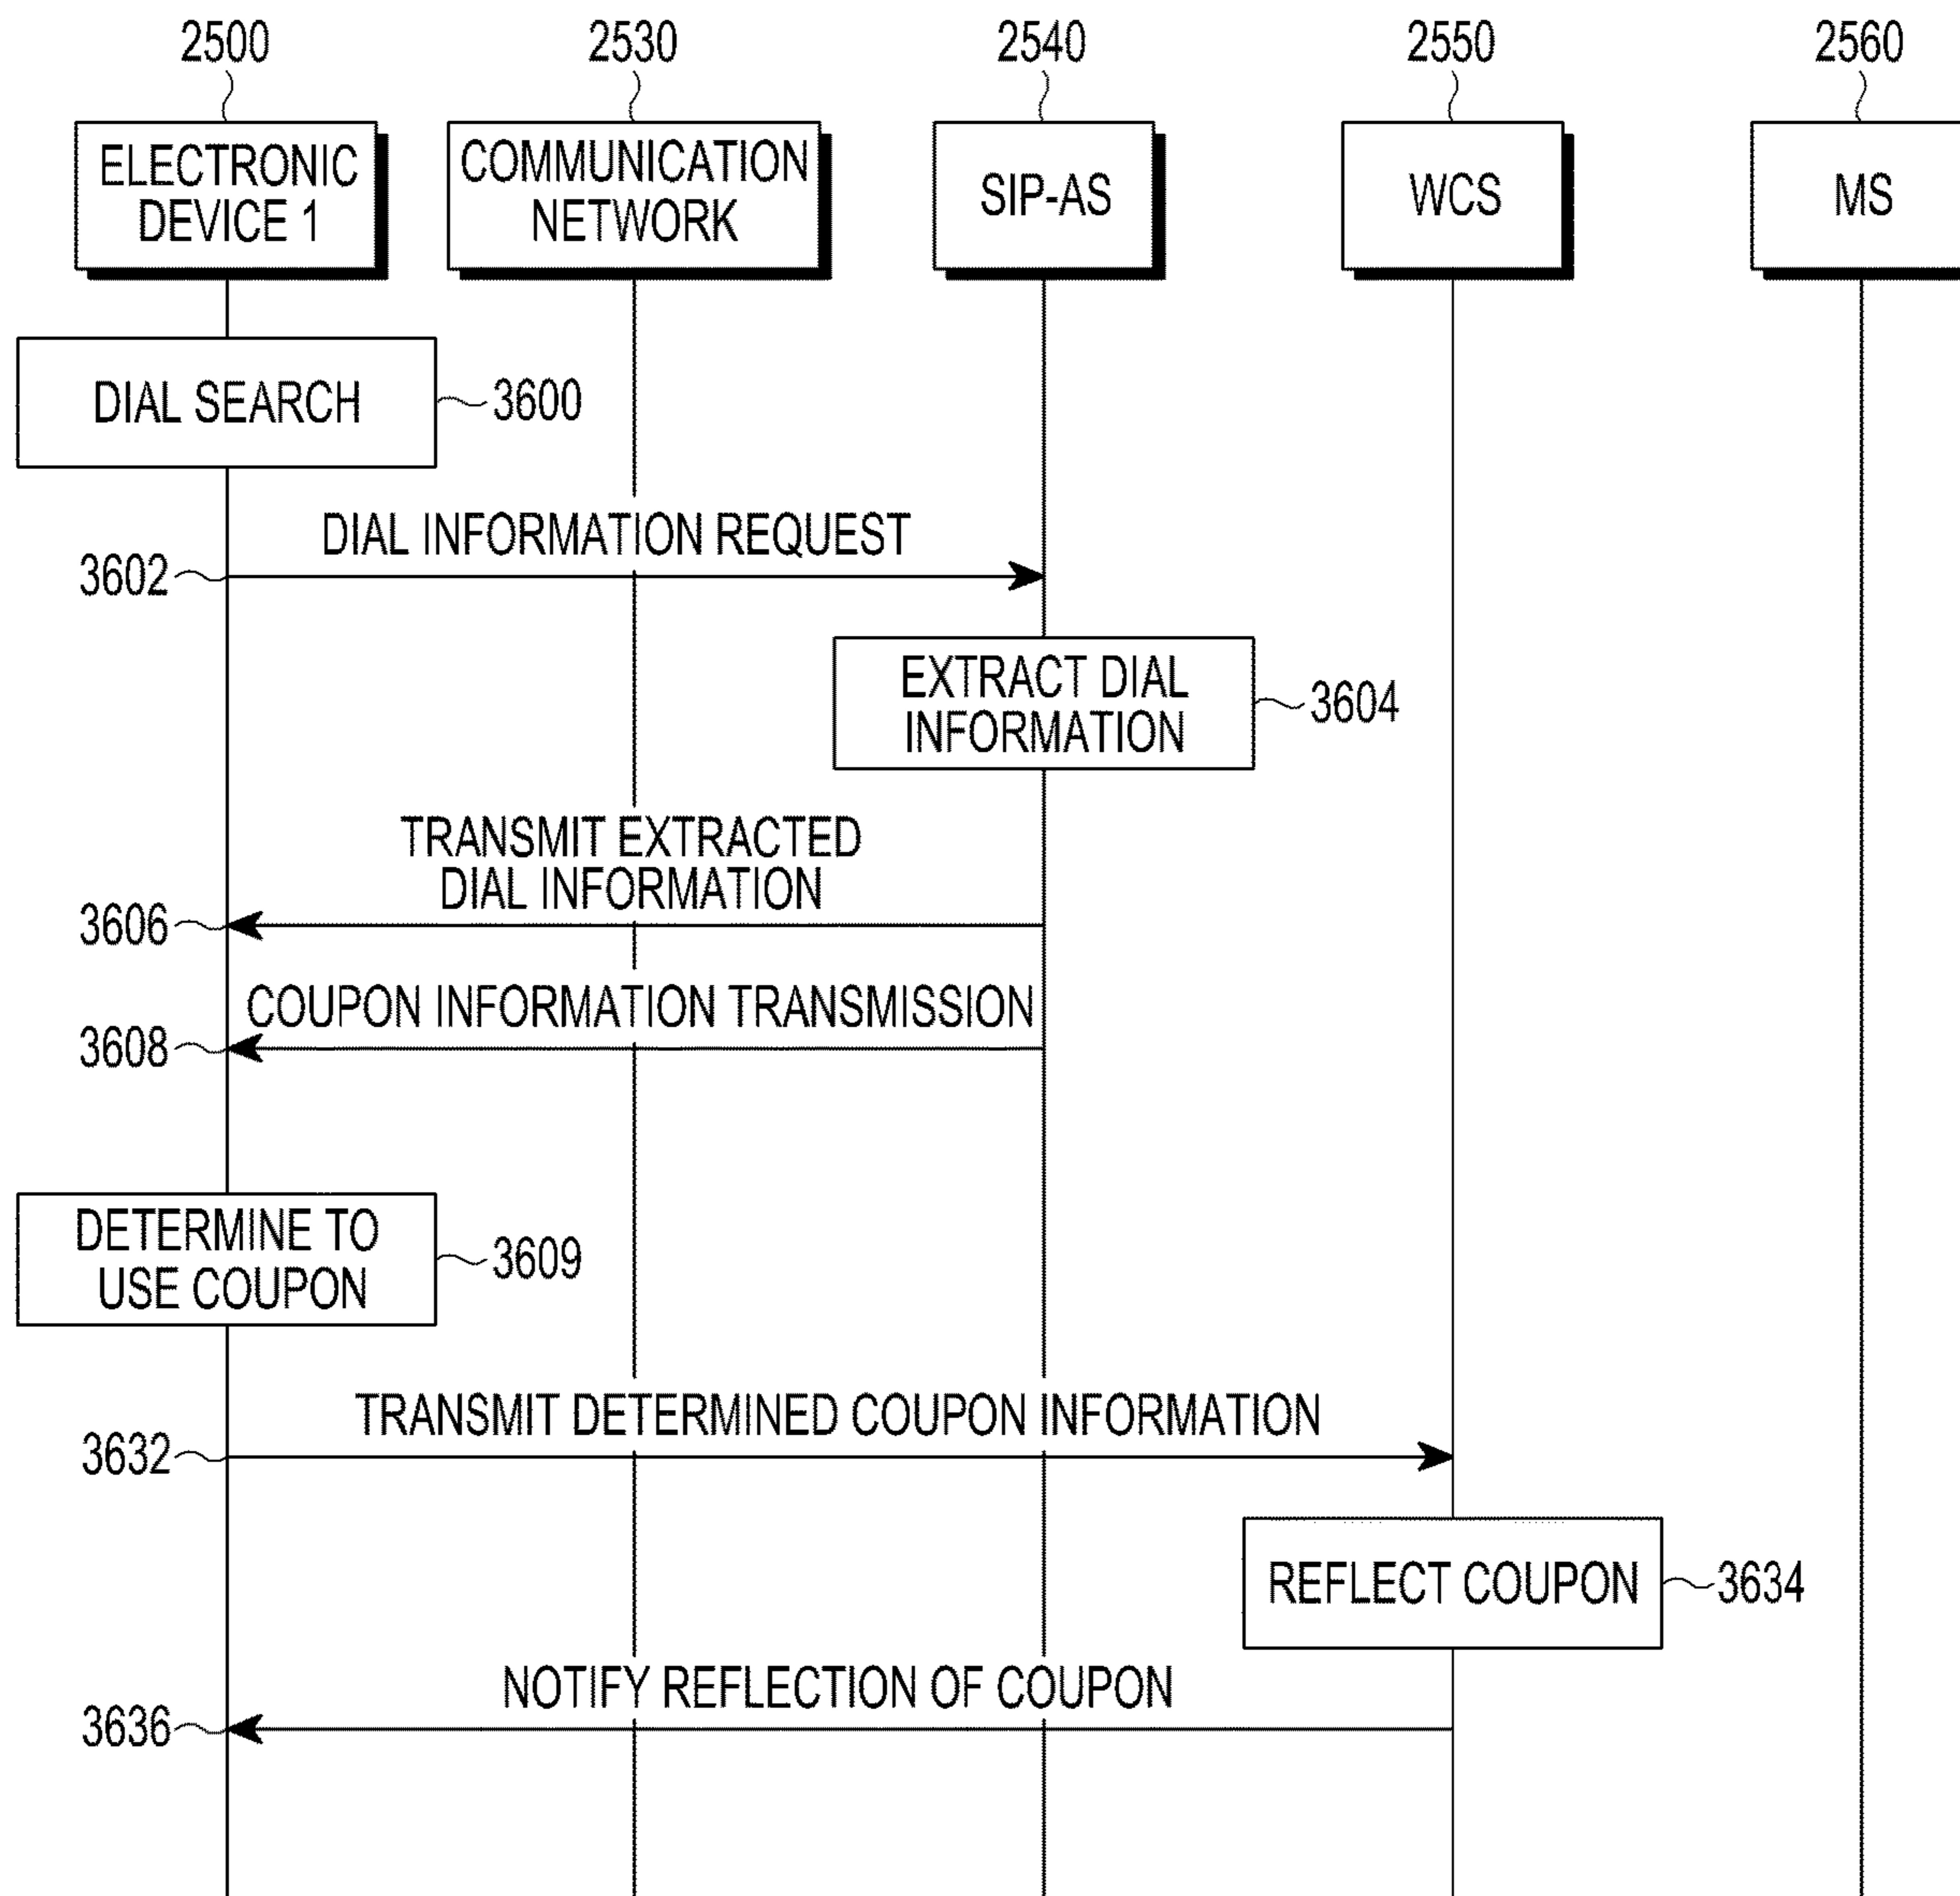 2500
2530
2540
2550
2560
ELECTRONIC
DEVICE 1
COMMUNICATION
NETWORK
SIP-AS
WCS
MS
DIAL SEARCH
3600
DIAL INFORMATION REQUEST
3602
EXTRACT DIAL
INFORMATION
3604
TRANSMIT EXTRACTED
DIAL INFORMATION
3606
COUPON INFORMATION TRANSMISSION
3608
DETERMINE TO
USE COUPON
3609
TRANSMIT DETERMINED COUPON INFORMATION
3632
REFLECT COUPON
3634
NOTIFY REFLECTION OF COUPON
3636